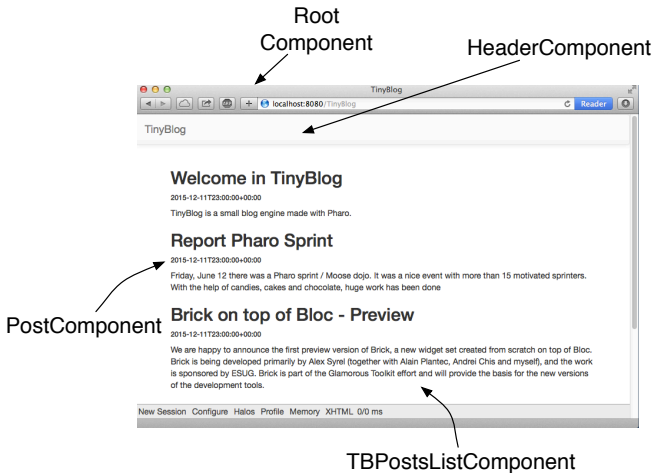 Root
Component
HeaderComponent
TinyBlog
localhost:8080/TinyBlog
Reader
TinyBlog
Welcome in TinyBlog
2015-12-11T23:00:00+00:00
TinyBlog is a small blog engine made with Pharo.
Report Pharo Sprint
2015-12-11T23:00:00+00:00
Friday, June 12 there was a Pharo sprint / Moose dojo. It was a nice event with more than 15 motivated sprinters.
With the help of candies, cakes and chocolate, huge work has been done
PostComponent
Brick on top of Bloc - Preview
2015-12-11T23:00:00+00:00
We are happy to announce the first preview version of Brick, a new widget set created from scratch on top of Bloc.
Brick is being developed primarily by Alex Syrel (together with Alain Plantec, Andrei Chis and myself), and the work
is sponsored by ESUG. Brick is part of the Glamorous Toolkit effort and will provide the basis for the new versions
of the development tools.
New Session Configure Halos Profile Memory XHTML 0/0 ms
TBPostsListComponent